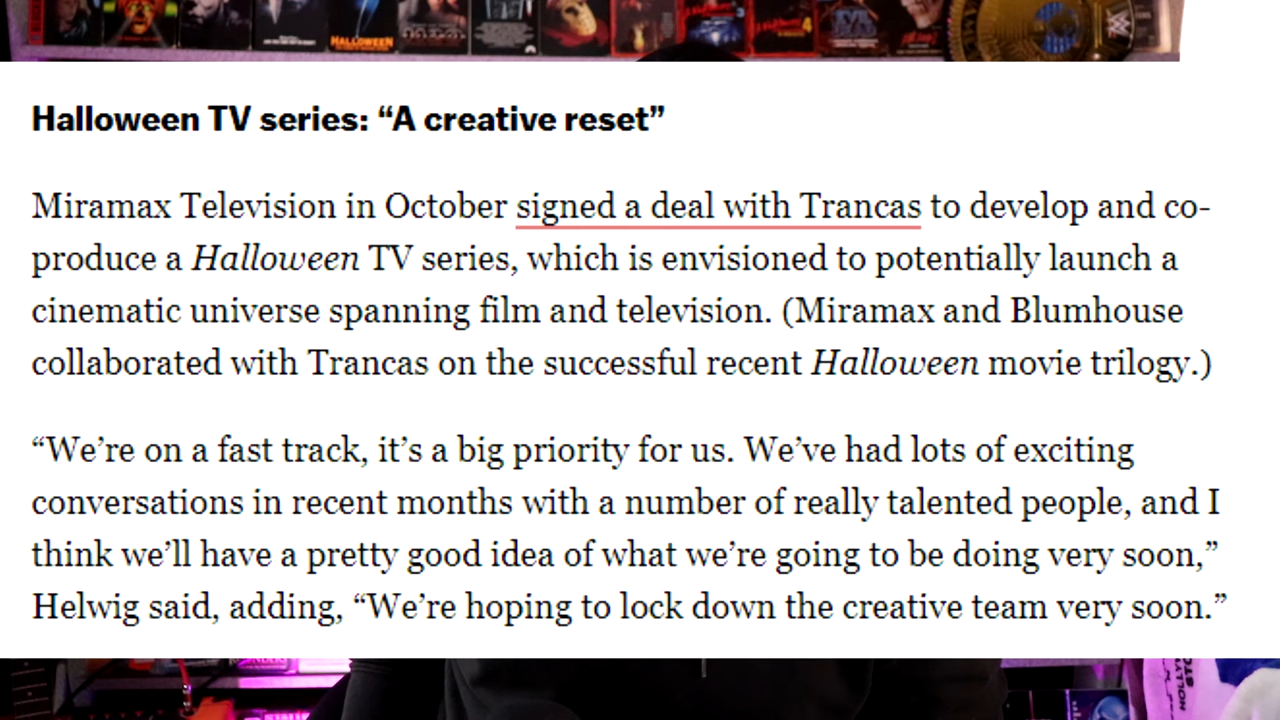 HALLOWEEN
Halloween TV series: “A creative reset”
Miramax Television in October signed a deal with Trancas to develop and co-
produce a Halloween TV series, which is envisioned to potentially launch a
cinematic universe spanning film and television. (Miramax and Blumhouse
collaborated with Trancas on the successful recent Halloween movie trilogy.)
“We’re on a fast track, it’s a big priority for us. We’ve had lots of exciting
conversations in recent months with a number of really talented people, and I
think we’ll have a pretty good idea of what we’re going to be doing very soon,”
Helwig said, adding, “We’re hoping to lock down the creative team very soon.”